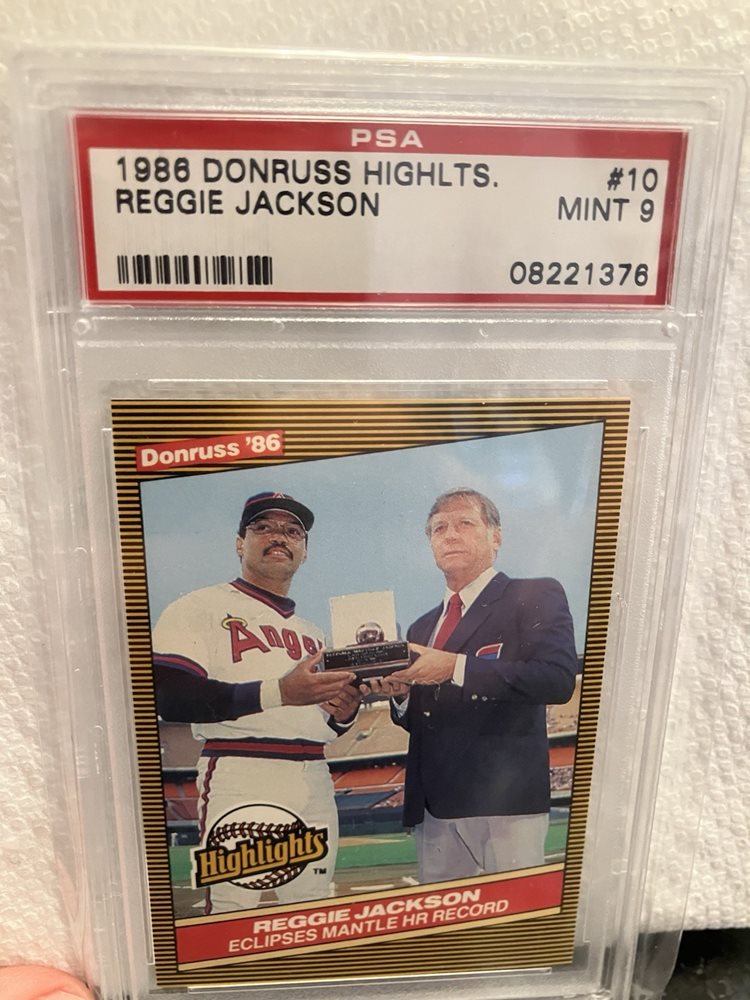 PSA
1986 DONRUSS HIGHLTS. #10
REGGIE JACKSON MINT 9
08221376
Donruss '86
Angels
Highlights TM
REGGIE JACKSON
ECLIPSES MANTLE HR RECORD